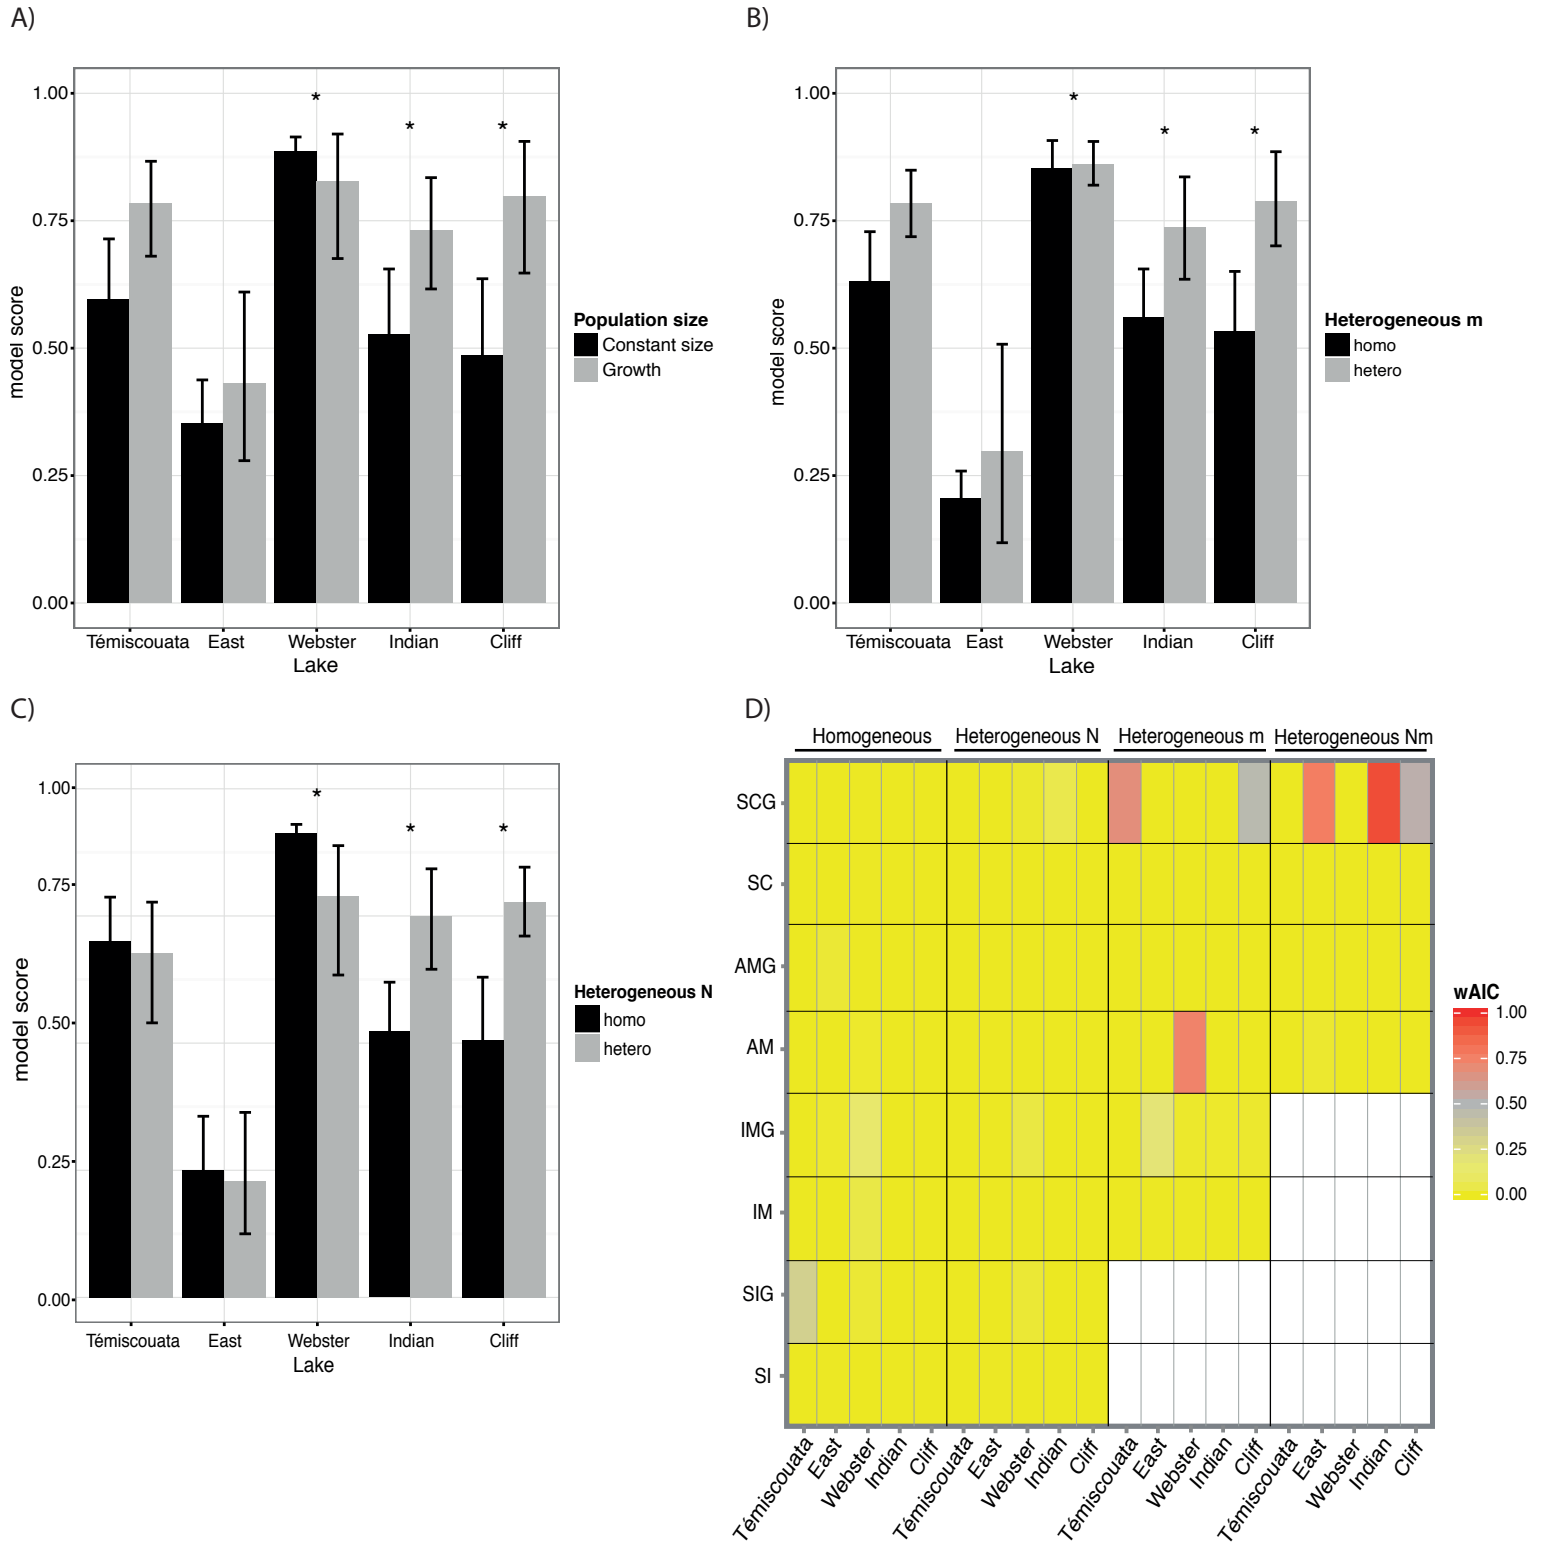 A)
1.00
0.75
0.50
0.25
0.00
model score
* * *
Témiscouata East Webster Indian Cliff
Lake
Population size
Constant size
Growth
B)
1.00
0.75
0.50
0.25
0.00
model score
* * *
Témiscouata East Webster Indian Cliff
Lake
Heterogeneous m
homo
hetero
C)
1.00
0.75
0.50
0.25
0.00
model score
* * *
Témiscouata East Webster Indian Cliff
Lake
Heterogeneous N
homo
hetero
D)
Homogeneous Heterogeneous N Heterogeneous m Heterogeneous Nm
SCG
SC
AMG
AM
IMG
IM
SIG
SI
Témiscouata East Webster Indian Cliff Témiscouata East Webster Indian Cliff Témiscouata East Webster Indian Cliff Témiscouata East Webster Indian Cliff
wAIC
1.00
0.75
0.50
0.25
0.00